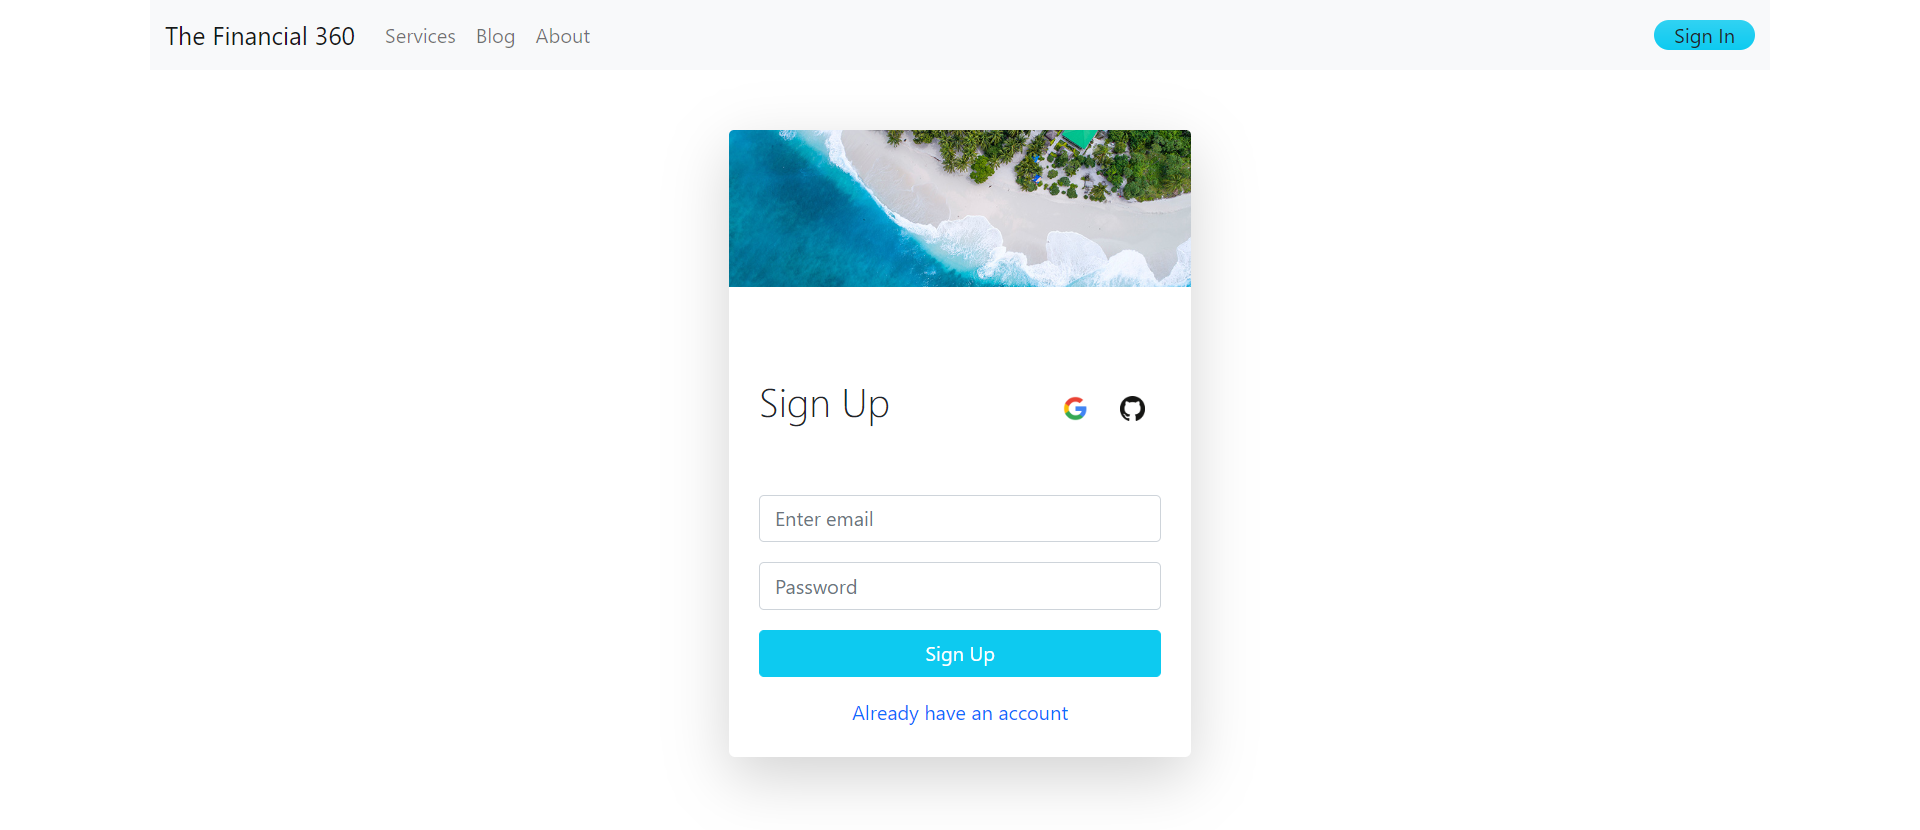 The Financial 360 Services Blog About Sign In
Sign Up
Enter email
Password
Sign Up
Already have an account